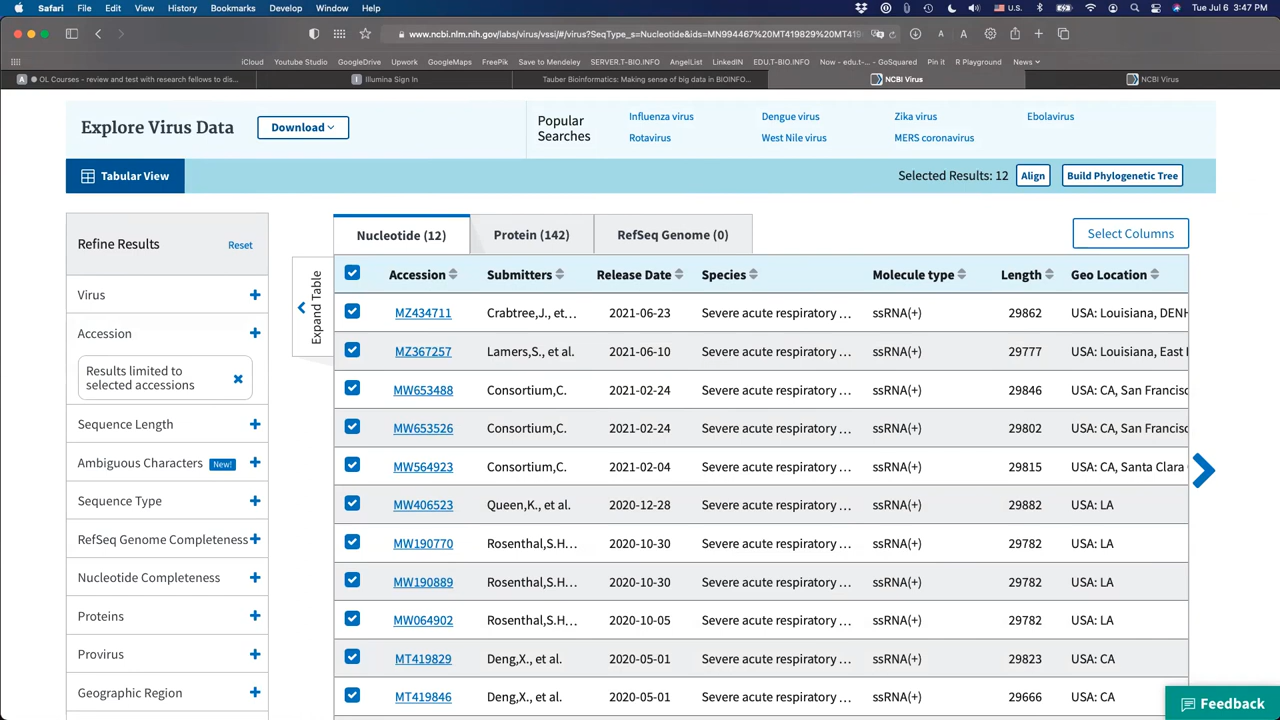 Safari File Edit View History Bookmarks Develop Window Help U.S. Tue Jul 6 3:47 PM
www.ncbi.nlm.nih.gov/labs/virus/vssi/#/virus?SeqType_s=Nucleotide&ids=MN994467%20MT419829%20MT41
iCloud Youtube Studio GoogleDrive Upwork GoogleMaps FreePik Save to Mendeley SERVER.T-BIO.INFO AngelList LinkedIN EDU.T-BIO.INFO Now - edu.t-... - GoSquared Pin it R Playground News
OL Courses - review and test with research fellows to dis... Illumina Sign In Tauber Bioinformatics: Making sense of big data in BIOINFO... NCBI Virus NCBI Virus
Explore Virus Data
Download
Popular Searches
Influenza virus Dengue virus Zika virus Ebolavirus
Rotavirus West Nile virus MERS coronavirus
Tabular View Selected Results: 12 Align Build Phylogenetic Tree
Refine Results Reset
Virus
Accession
Results limited to
selected accessions
Sequence Length
Ambiguous Characters New!
Sequence Type
RefSeq Genome Completeness
Nucleotide Completeness
Proteins
Provirus
Geographic Region
Expand Table
Nucleotide (12) Protein (142) RefSeq Genome (0) Select Columns
Accession Submitters Release Date Species Molecule type Length Geo Location
MZ434711 Crabtree,J., et... 2021-06-23 Severe acute respiratory ... ssRNA(+) 29862 USA: Louisiana, DENH
MZ367257 Lamers,S., et al. 2021-06-10 Severe acute respiratory ... ssRNA(+) 29777 USA: Louisiana, East
MW653488 Consortium,C. 2021-02-24 Severe acute respiratory ... ssRNA(+) 29846 USA: CA, San Francisc
MW653526 Consortium,C. 2021-02-24 Severe acute respiratory ... ssRNA(+) 29802 USA: CA, San Francisc
MW564923 Consortium,C. 2021-02-04 Severe acute respiratory ... ssRNA(+) 29815 USA: CA, Santa Clara
MW406523 Queen,K., et al. 2020-12-28 Severe acute respiratory ... ssRNA(+) 29882 USA: LA
MW190770 Rosenthal,S.H... 2020-10-30 Severe acute respiratory ... ssRNA(+) 29782 USA: LA
MW190889 Rosenthal,S.H... 2020-10-30 Severe acute respiratory ... ssRNA(+) 29782 USA: LA
MW064902 Rosenthal,S.H... 2020-10-05 Severe acute respiratory ... ssRNA(+) 29782 USA: LA
MT419829 Deng,X., et al. 2020-05-01 Severe acute respiratory ... ssRNA(+) 29823 USA: CA
MT419846 Deng,X., et al. 2020-05-01 Severe acute respiratory ... ssRNA(+) 29666 USA: CA
Feedback